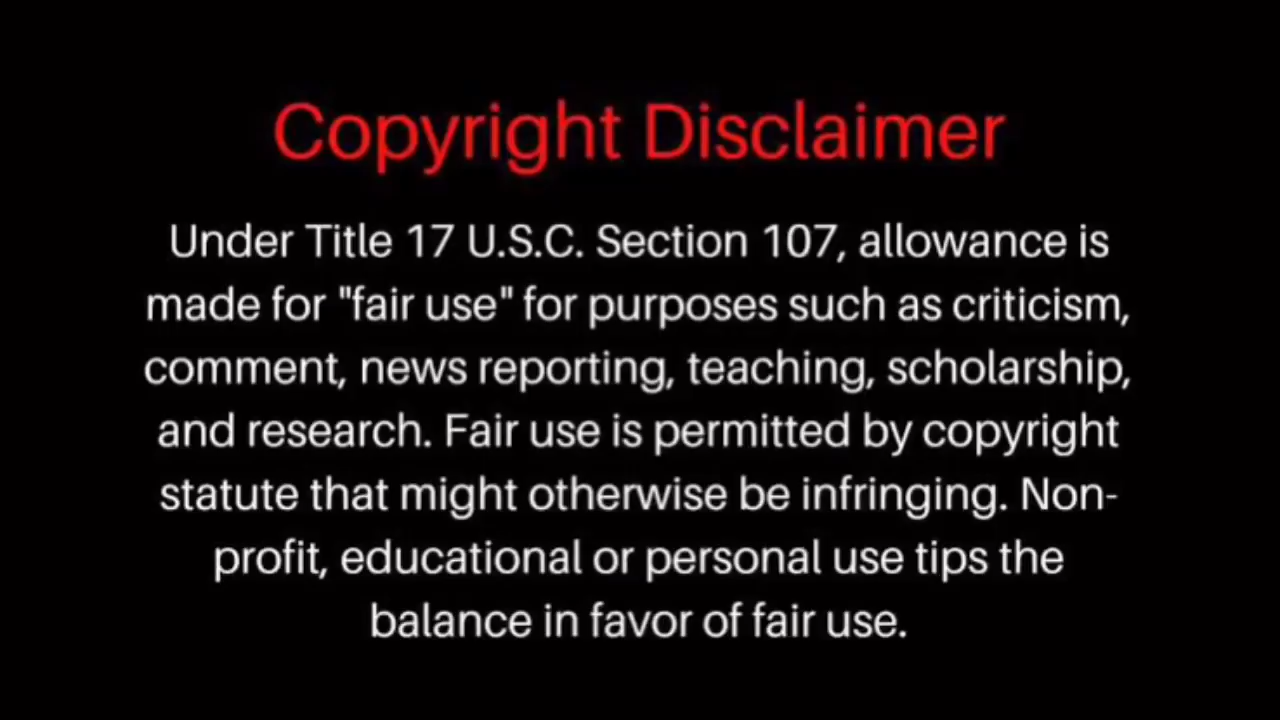 Copyright Disclaimer
Under Title 17 U.S.C. Section 107, allowance is
made for "fair use" for purposes such as criticism,
comment, news reporting, teaching, scholarship,
and research. Fair use is permitted by copyright
statute that might otherwise be infringing. Non-
profit, educational or personal use tips the
balance in favor of fair use.